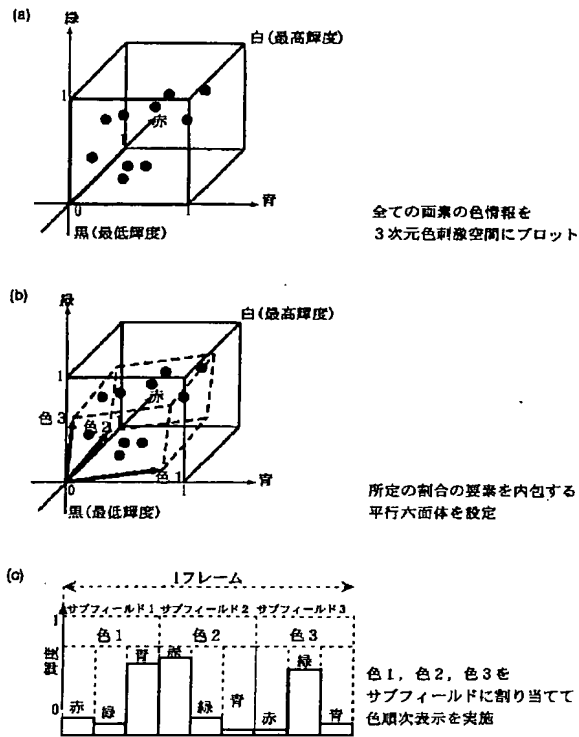 (a)
緑
白(最高輝度)
1
赤
1
0
1
青
黒(最低輝度)
全ての画素の色情報を
3次元色刺激空間にプロット
(b)
緑
白(最高輝度)
1
赤
色3
色2
1
色1
0
1
青
黒(最低輝度)
所定の割合の要素を内包する
平行六面体を設定
(c)
1フレーム
サブフィールド1 サブフィールド2 サブフィールド3
1
色1 色2 色3
輝度
青 赤 緑
赤 緑 緑 青 赤 青
0
色1,色2,色3を
サブフィールドに割り当てて
色順次表示を実施